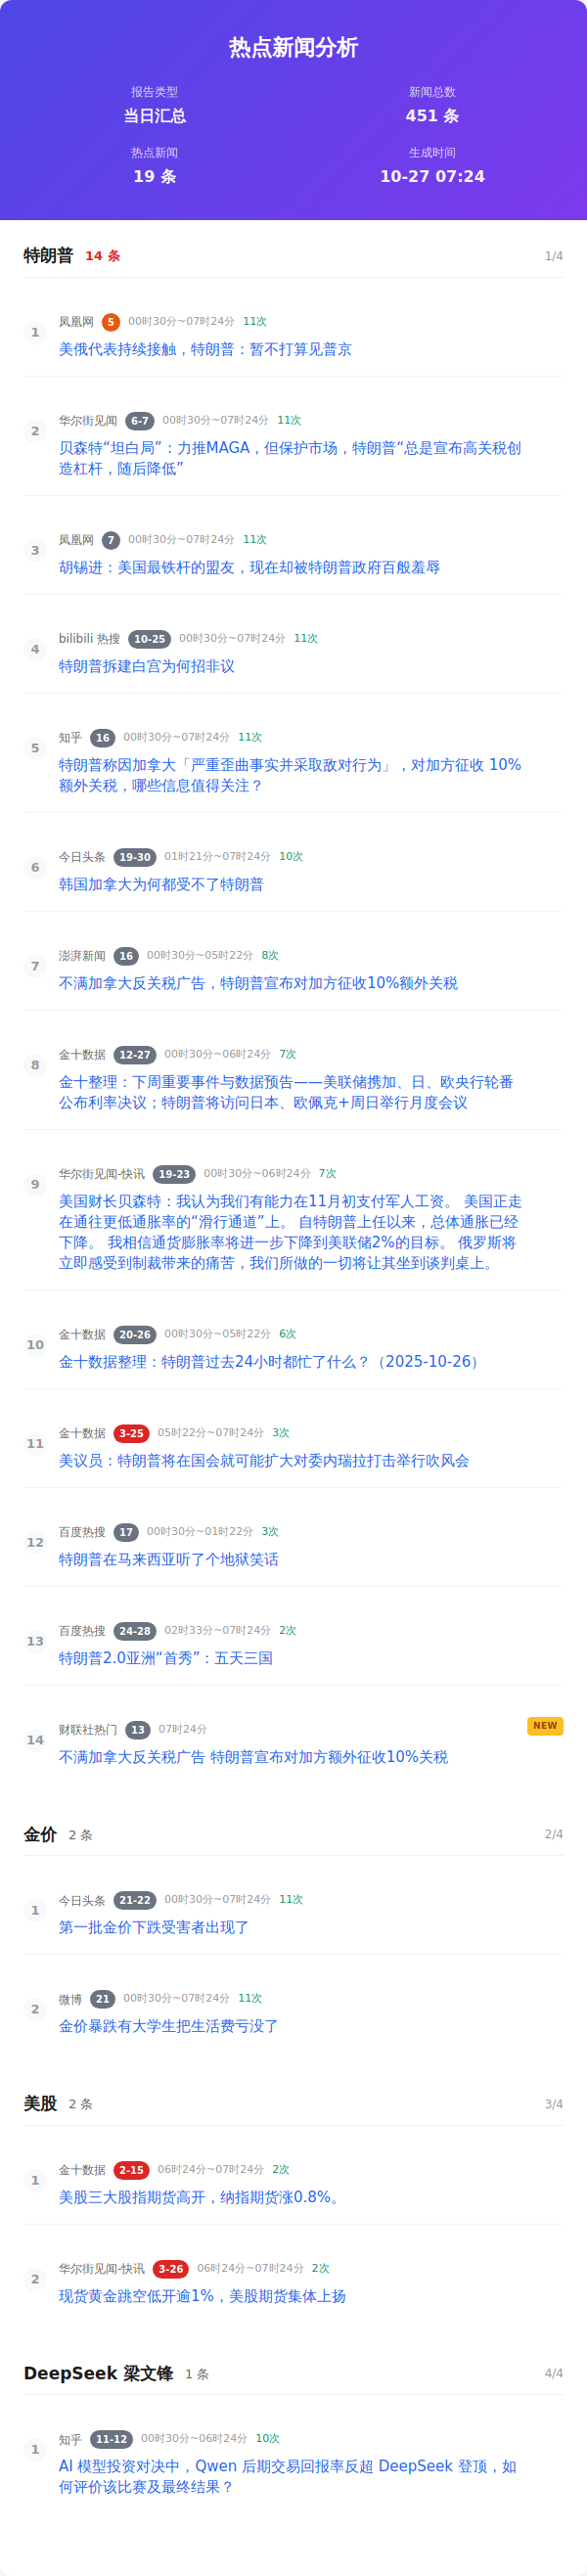 热点新闻分析
报告类型
新闻总数
当日汇总
451 条
热点新闻
生成时间
19 条
10-27 07:24
特朗普 14 条 1/4
1 凤凰网 5 00时30分~07时24分 11次
美俄代表持续接触，特朗普：暂不打算见普京
2 华尔街见闻 6-7 00时30分~07时24分 11次
贝森特“坦白局”：力推MAGA，但保护市场，特朗普“总是宣布高关税创
造杠杆，随后降低”
3 凤凰网 7 00时30分~07时24分 11次
胡锡进：美国最铁杆的盟友，现在却被特朗普政府百般羞辱
4 bilibili 热搜 10-25 00时30分~07时24分 11次
特朗普拆建白宫为何招非议
5 知乎 16 00时30分~07时24分 11次
特朗普称因加拿大「严重歪曲事实并采取敌对行为」，对加方征收 10%
额外关税，哪些信息值得关注？
6 今日头条 19-30 01时21分~07时24分 10次
韩国加拿大为何都受不了特朗普
7 澎湃新闻 16 00时30分~05时22分 8次
不满加拿大反关税广告，特朗普宣布对加方征收10%额外关税
8 金十数据 12-27 00时30分~06时24分 7次
金十整理：下周重要事件与数据预告——美联储携加、日、欧央行轮番
公布利率决议；特朗普将访问日本、欧佩克+周日举行月度会议
9 华尔街见闻-快讯 19-23 00时30分~06时24分 7次
美国财长贝森特：我认为我们有能力在11月初支付军人工资。 美国正走
在通往更低通胀率的“滑行通道”上。 自特朗普上任以来，总体通胀已经
下降。 我相信通货膨胀率将进一步下降到美联储2%的目标。 俄罗斯将
立即感受到制裁带来的痛苦，我们所做的一切将让其坐到谈判桌上。
10 金十数据 20-26 00时30分~05时22分 6次
金十数据整理：特朗普过去24小时都忙了什么？（2025-10-26）
11 金十数据 3-25 05时22分~07时24分 3次
美议员：特朗普将在国会就可能扩大对委内瑞拉打击举行吹风会
12 百度热搜 17 00时30分~01时22分 3次
特朗普在马来西亚听了个地狱笑话
13 百度热搜 24-28 02时33分~07时24分 2次
特朗普2.0亚洲“首秀”：五天三国
14 财联社热门 13 07时24分 NEW
不满加拿大反关税广告 特朗普宣布对加方额外征收10%关税
金价 2 条 2/4
1 今日头条 21-22 00时30分~07时24分 11次
第一批金价下跌受害者出现了
2 微博 21 00时30分~07时24分 11次
金价暴跌有大学生把生活费亏没了
美股 2 条 3/4
1 金十数据 2-15 06时24分~07时24分 2次
美股三大股指期货高开，纳指期货涨0.8%。
2 华尔街见闻-快讯 3-26 06时24分~07时24分 2次
现货黄金跳空低开逾1%，美股期货集体上扬
DeepSeek 梁文锋 1 条 4/4
1 知乎 11-12 00时30分~06时24分 10次
AI 模型投资对决中，Qwen 后期交易回报率反超 DeepSeek 登顶，如
何评价该比赛及最终结果？